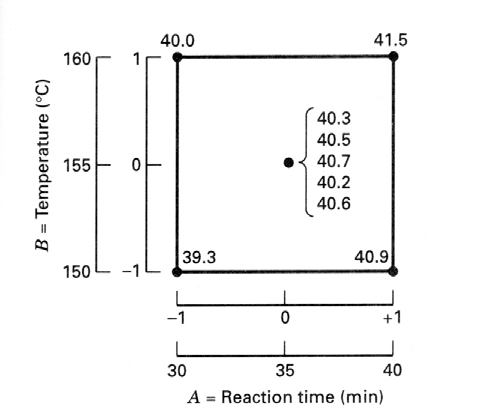 40.0 41.5
160 1
40.3
40.5
155 0 40.7
40.2
40.6
39.3 40.9
150 −1
−1 0 +1
30 35 40
A = Reaction time (min)
B = Temperature (°C)